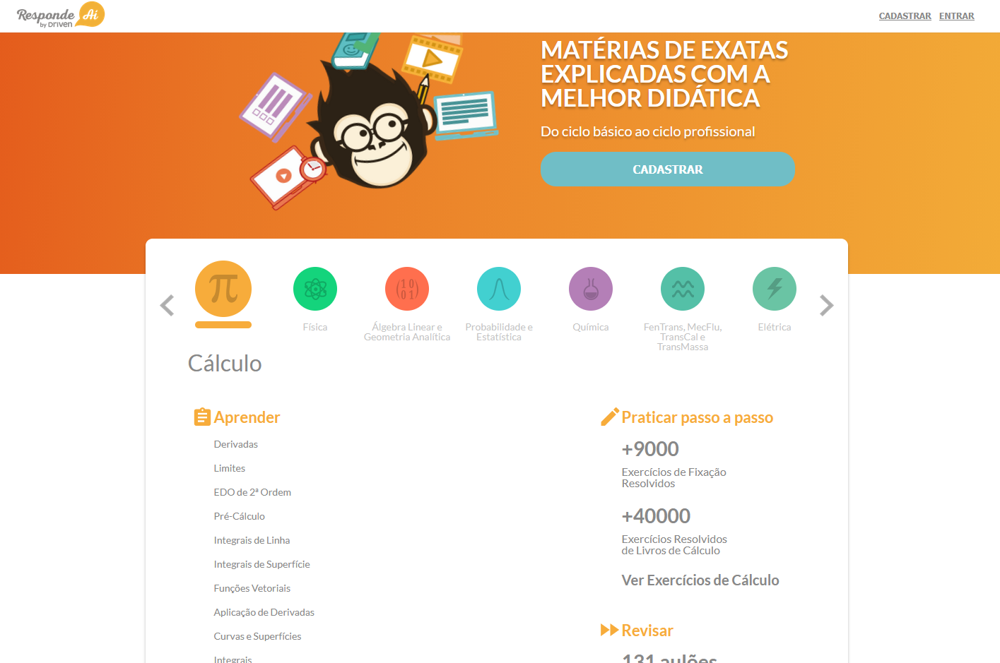 Responde Aí
by Driven
CADASTRAR ENTRAR
MATÉRIAS DE EXATAS
EXPLICADAS COM A
MELHOR DIDÁTICA
Do ciclo básico ao ciclo profissional
CADASTRAR
π
10
01
Física
Álgebra Linear e
Geometria Analítica
Probabilidade e
Estatística
Química
FenTrans, MecFlu,
TransCal e
TransMassa
Elétrica
Cálculo
Aprender
Derivadas
Limites
EDO de 2ª Ordem
Pré-Cálculo
Integrais de Linha
Integrais de Superfície
Funções Vetoriais
Aplicação de Derivadas
Curvas e Superfícies
Integrais
Praticar passo a passo
+9000
Exercícios de Fixação
Resolvidos
+40000
Exercícios Resolvidos
de Livros de Cálculo
Ver Exercícios de Cálculo
Revisar
131 aulões